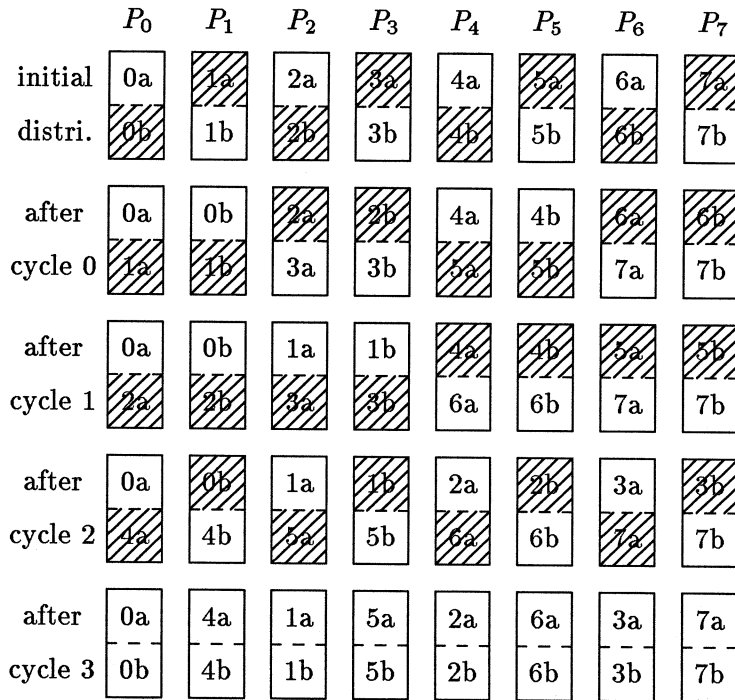 P₀ P₁ P₂ P₃ P₄ P₅ P₆ P₇
initial 0a 1a 2a 3a 4a 5a 6a 7a
distri. 0b 1b 2b 3b 4b 5b 6b 7b
after 0a 0b 2a 2b 4a 4b 6a 6b
cycle 0 1a 1b 3a 3b 5a 5b 7a 7b
after 0a 0b 1a 1b 4a 4b 5a 5b
cycle 1 2a 2b 3a 3b 6a 6b 7a 7b
after 0a 0b 1a 1b 2a 2b 3a 3b
cycle 2 4a 4b 5a 5b 6a 6b 7a 7b
after 0a 4a 1a 5a 2a 6a 3a 7a
cycle 3 0b 4b 1b 5b 2b 6b 3b 7b